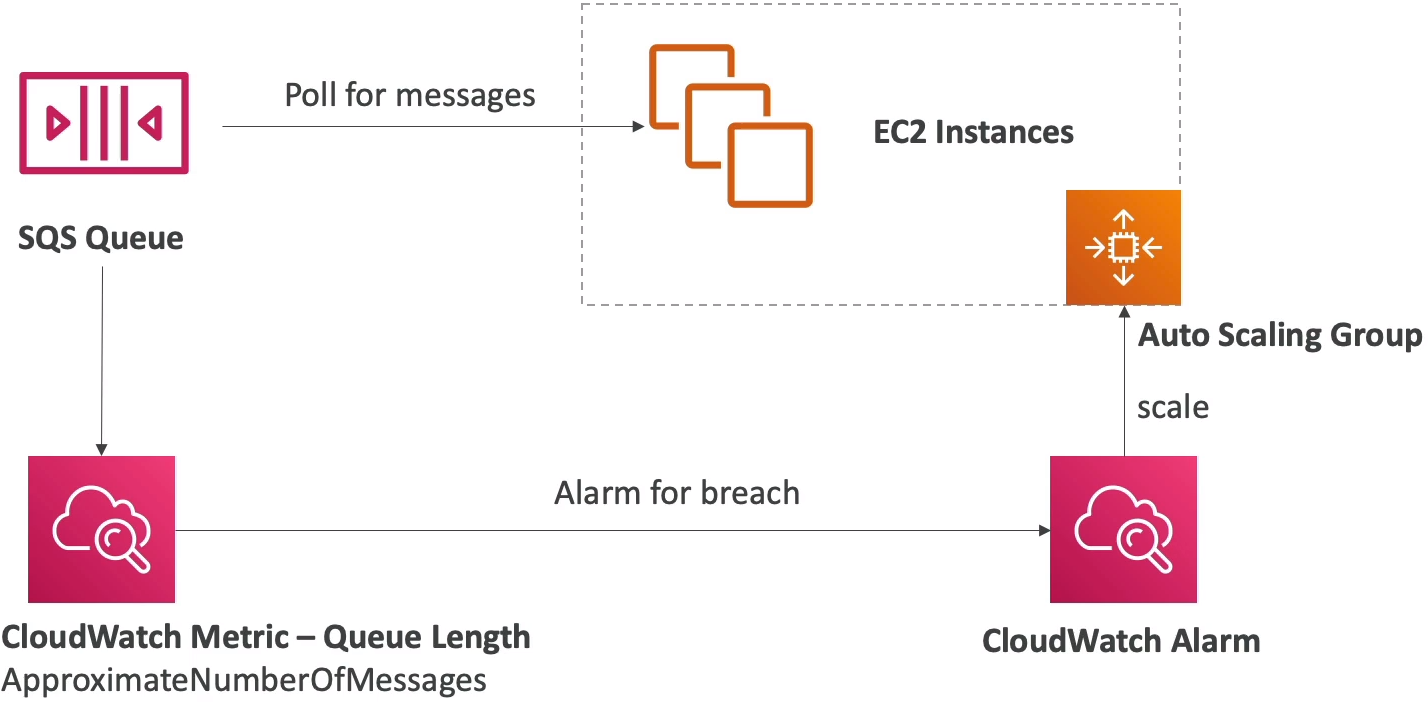 Poll for messages
EC2 Instances
SQS Queue
Auto Scaling Group
scale
Alarm for breach
CloudWatch Metric – Queue Length
ApproximateNumberOfMessages
CloudWatch Alarm